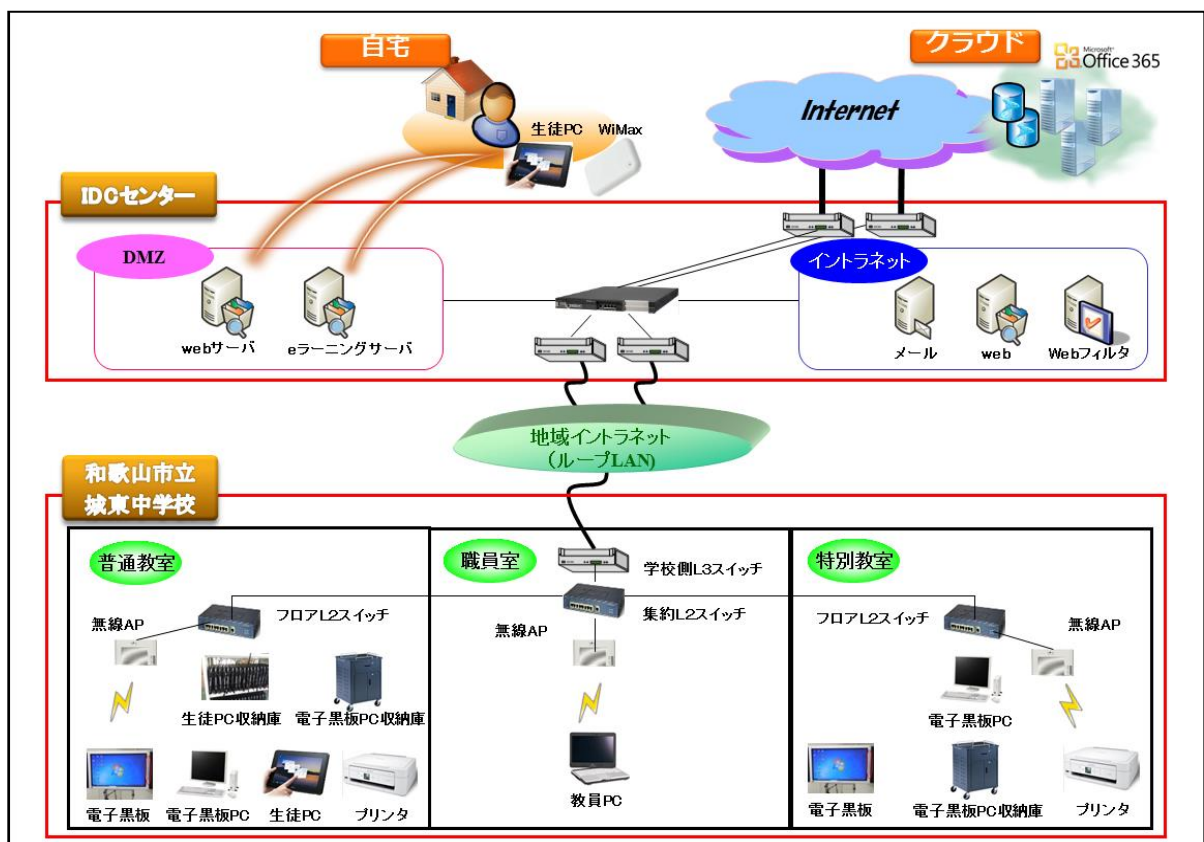 自宅
クラウド
Microsoft
Office 365
Internet
生徒PC WiMax
IDCセンター
DMZ
イントラネット
webサーバ
eラーニングサーバ
メール
web
Webフィルタ
地域イントラネット
(ループLAN)
和歌山市立
城東中学校
普通教室
職員室
特別教室
学校側L3スイッチ
フロアL2スイッチ
集約L2スイッチ
フロアL2スイッチ
無線AP
無線AP
無線AP
生徒PC収納庫
電子黒板PC収納庫
電子黒板PC
電子黒板
電子黒板PC
生徒PC
プリンタ
教員PC
電子黒板
電子黒板PC収納庫
プリンタ